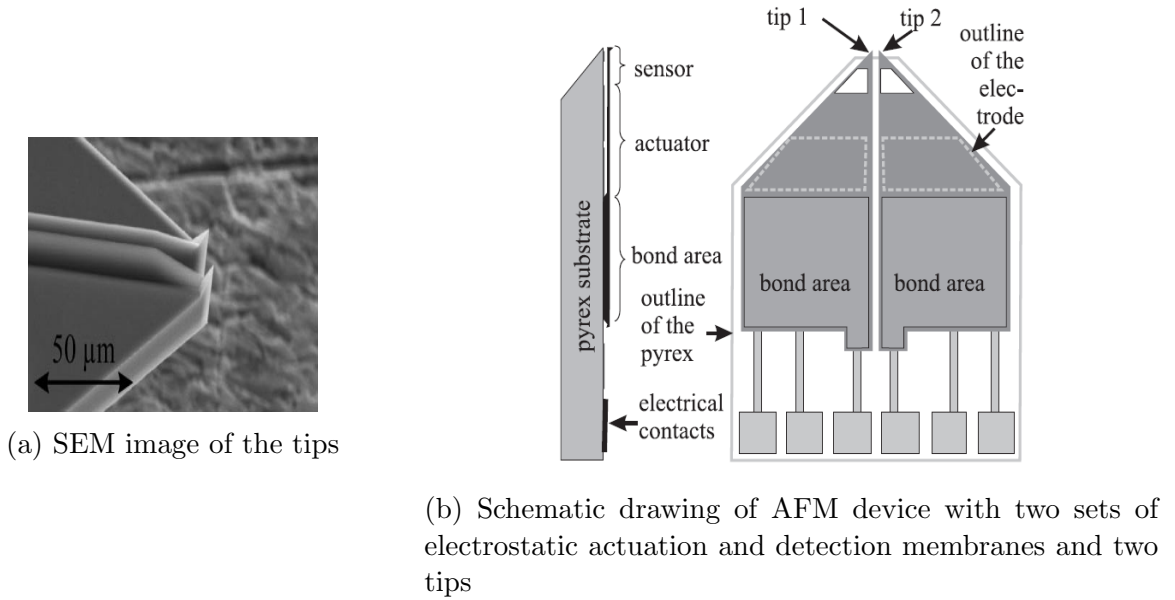 50 µm
(a) SEM image of the tips
sensor
actuator
bond area
pyrex substrate
outline
of the
pyrex
electrical
contacts
tip 1
tip 2
outline
of the
elec-
trode
bond area
bond area
(b) Schematic drawing of AFM device with two sets of
electrostatic actuation and detection membranes and two
tips